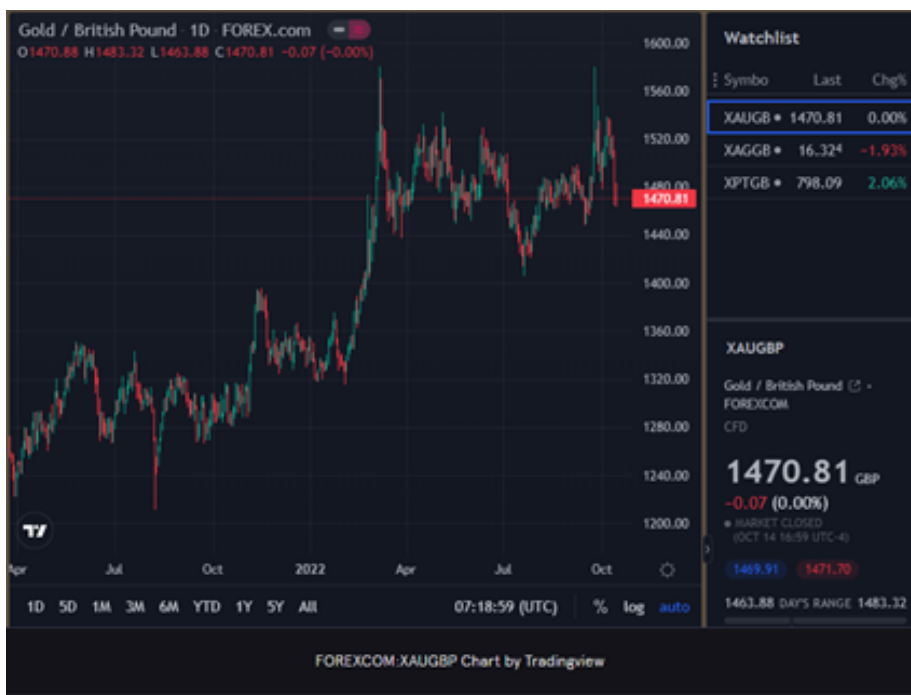 Gold / British Pound · 1D · FOREX.com
O1470.88 H1483.32 L1463.88 C1470.81 -0.07 (-0.00%)
1600.00
1560.00
1520.00
1480.00
1470.81
1440.00
1400.00
1360.00
1320.00
1280.00
1240.00
1200.00
Apr Jul Oct 2022 Apr Jul Oct
1D 5D 1M 3M 6M YTD 1Y 5Y All 07:18:59 (UTC) % log auto
Watchlist
Symbo Last Chg%
XAUGB 1470.81 0.00%
XAGGB 16.324 -1.93%
XPTGB 798.09 2.06%
XAUGBP
Gold / British Pound
FOREXCOM
CFD
1470.81 GBP
-0.07 (0.00%)
MARKET CLOSED
(OCT 14 16:59 UTC-4)
1469.91 1471.70
1463.88 DAY'S RANGE 1483.32
FOREXCOM:XAUGBP Chart by Tradingview